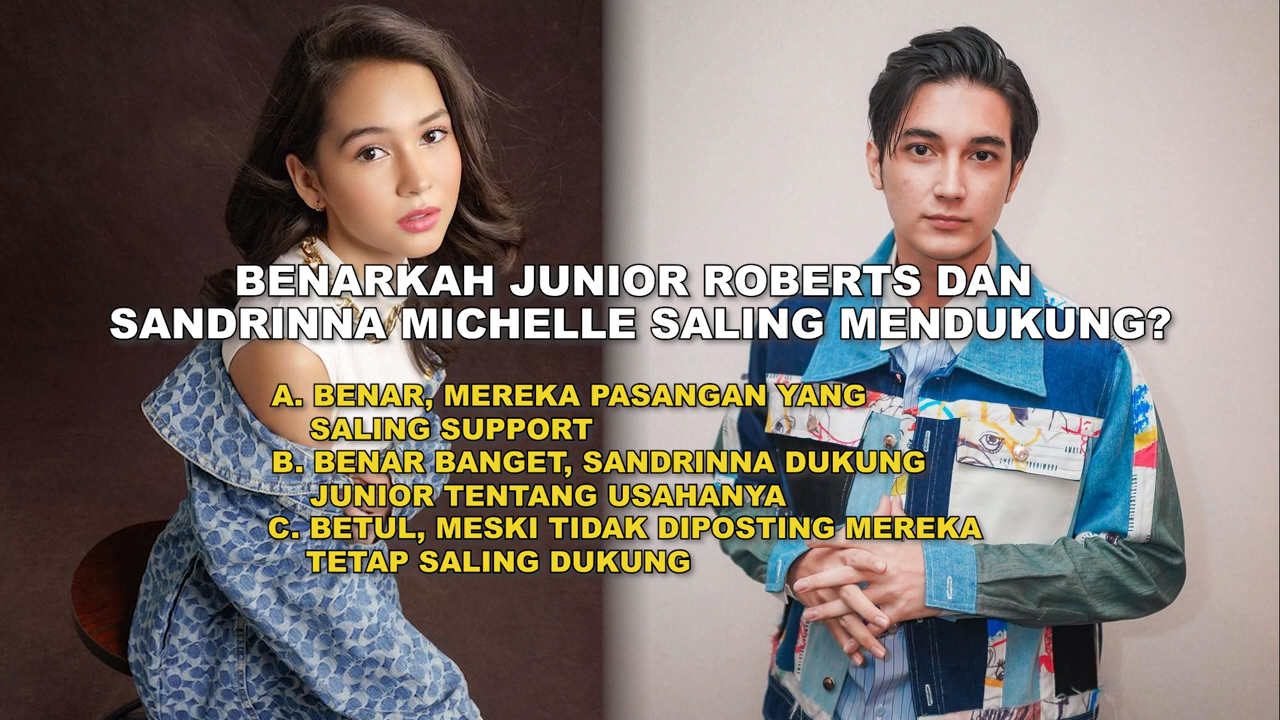 BENARKAH JUNIOR ROBERTS DAN
SANDRINNA MICHELLE SALING MENDUKUNG?
A. BENAR, MEREKA PASANGAN YANG
SALING SUPPORT
B. BENAR BANGET, SANDRINNA DUKUNG
JUNIOR TENTANG USAHANYA
C. BETUL, MESKI TIDAK DIPOSTING MEREKA
TETAP SALING DUKUNG